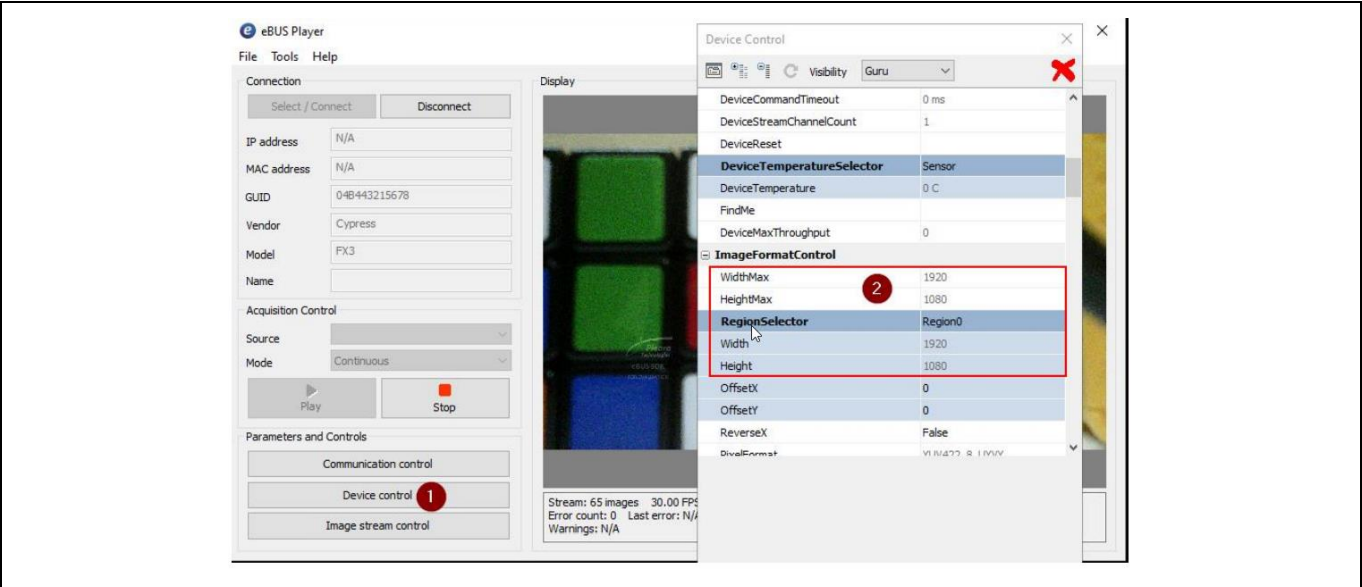 eBUS Player
File Tools Help
Connection
Select / Connect Disconnect
IP address N/A
MAC address N/A
GUID 04B443215678
Vendor Cypress
Model FX3
Name
Acquisition Control
Source
Mode Continuous
Play Stop
Parameters and Controls
Communication control
Device control 1
Image stream control
Display
Stream: 65 images 30.00 FPS
Error count: 0 Last error: N/A
Warnings: N/A
Device Control
Visibility Guru
DeviceCommandTimeout 0 ms
DeviceStreamChannelCount 1
DeviceReset
DeviceTemperatureSelector Sensor
DeviceTemperature 0 C
FindMe
DeviceMaxThroughput 0
ImageFormatControl
WidthMax 1920
2
HeightMax 1080
RegionSelector Region0
Width 1920
Height 1080
OffsetX 0
OffsetY 0
ReverseX False
PixelFormat